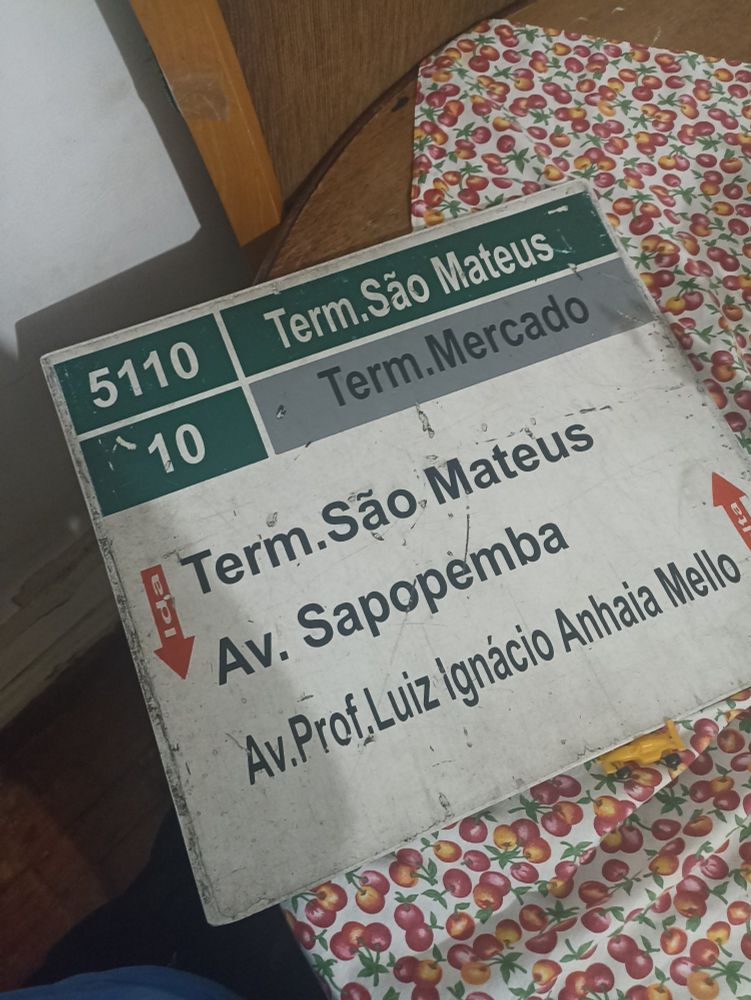 5110
Term.São Mateus
10
Term.Mercado
Term.São Mateus
Ida
Av. Sapopemba
Av.Prof.Luiz Ignácio Anhaia Mello